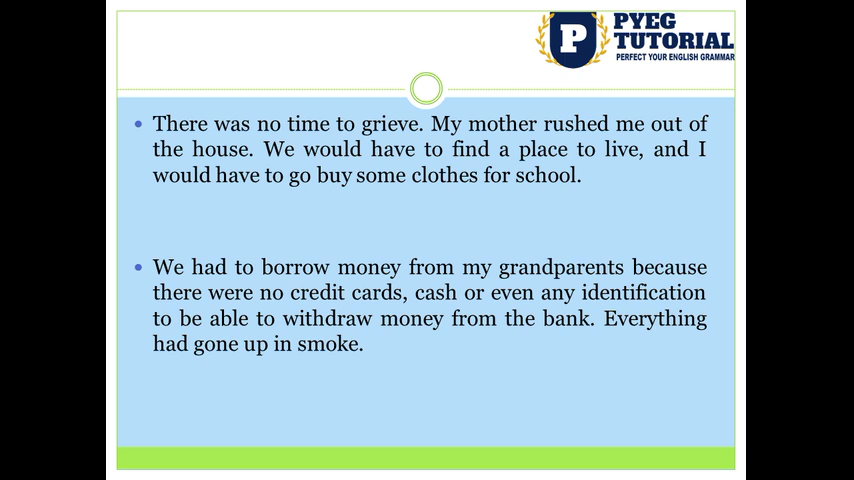 P
PYEG
TUTORIAL
PERFECT YOUR ENGLISH GRAMMAR
• There was no time to grieve. My mother rushed me out of
the house. We would have to find a place to live, and I
would have to go buy some clothes for school.
• We had to borrow money from my grandparents because
there were no credit cards, cash or even any identification
to be able to withdraw money from the bank. Everything
had gone up in smoke.